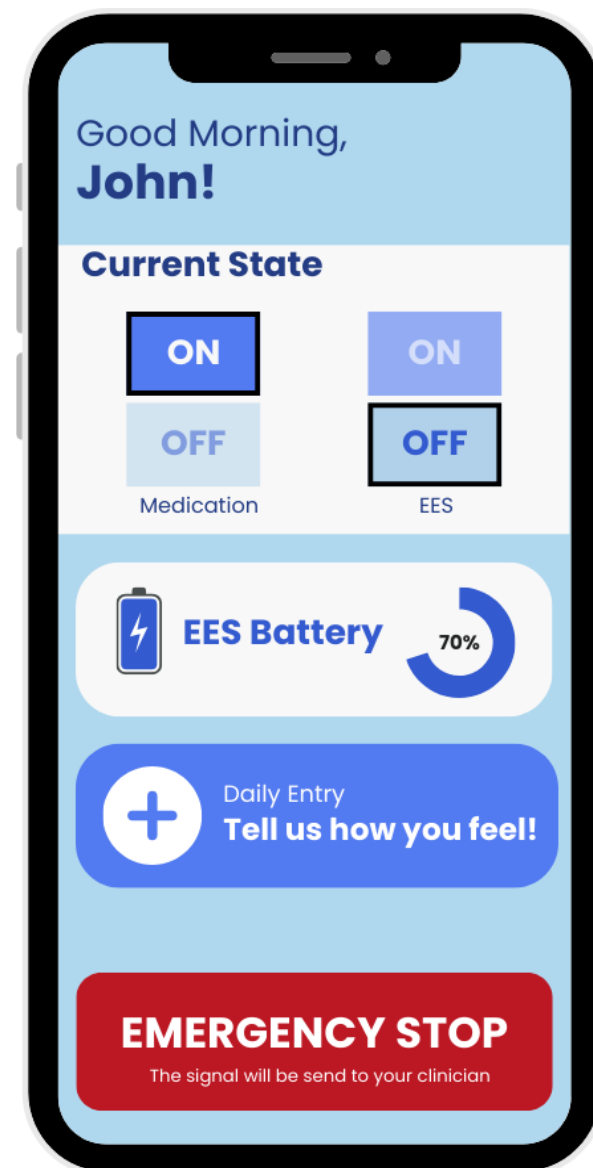 Good Morning,
John!
Current State
ON
ON
OFF
OFF
Medication
EES
EES Battery
70%
Daily Entry
Tell us how you feel!
EMERGENCY STOP
The signal will be send to your clinician